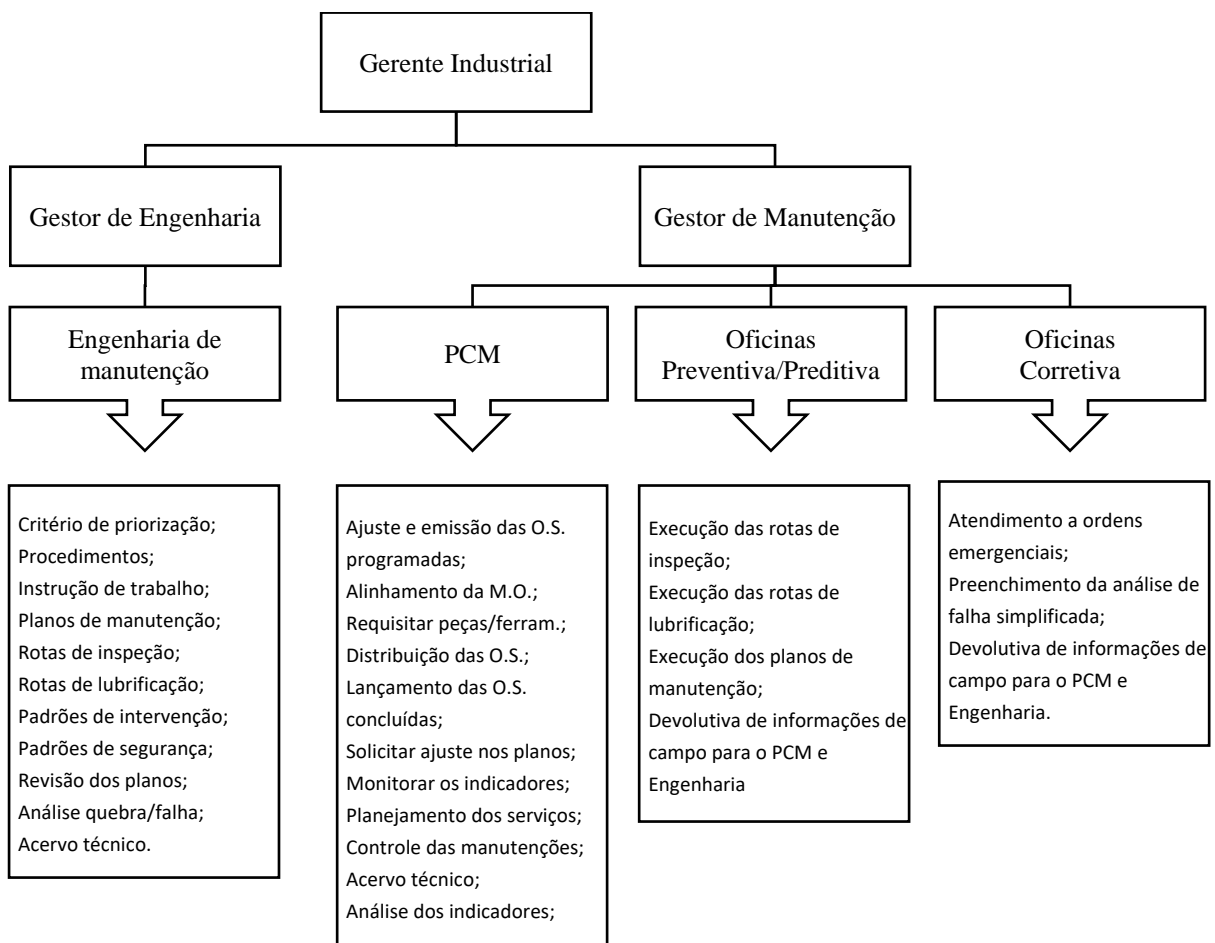 Gerente Industrial
Gestor de Engenharia
Gestor de Manutenção
Engenharia de
manutenção
PCM
Oficinas
Preventiva/Preditiva
Oficinas
Corretiva
Critério de priorização;
Procedimentos;
Instrução de trabalho;
Planos de manutenção;
Rotas de inspeção;
Rotas de lubrificação;
Padrões de intervenção;
Padrões de segurança;
Revisão dos planos;
Análise quebra/falha;
Acervo técnico.
Ajuste e emissão das O.S.
programadas;
Alinhamento da M.O.;
Requisitar peças/ferram.;
Distribuição das O.S.;
Lançamento das O.S.
concluídas;
Solicitar ajuste nos planos;
Monitorar os indicadores;
Planejamento dos serviços;
Controle das manutenções;
Acervo técnico;
Análise dos indicadores;
Execução das rotas de
inspeção;
Execução das rotas de
lubrificação;
Execução dos planos de
manutenção;
Devolutiva de informações de
campo para o PCM e
Engenharia
Atendimento a ordens
emergenciais;
Preenchimento da análise de
falha simplificada;
Devolutiva de informações de
campo para o PCM e
Engenharia.